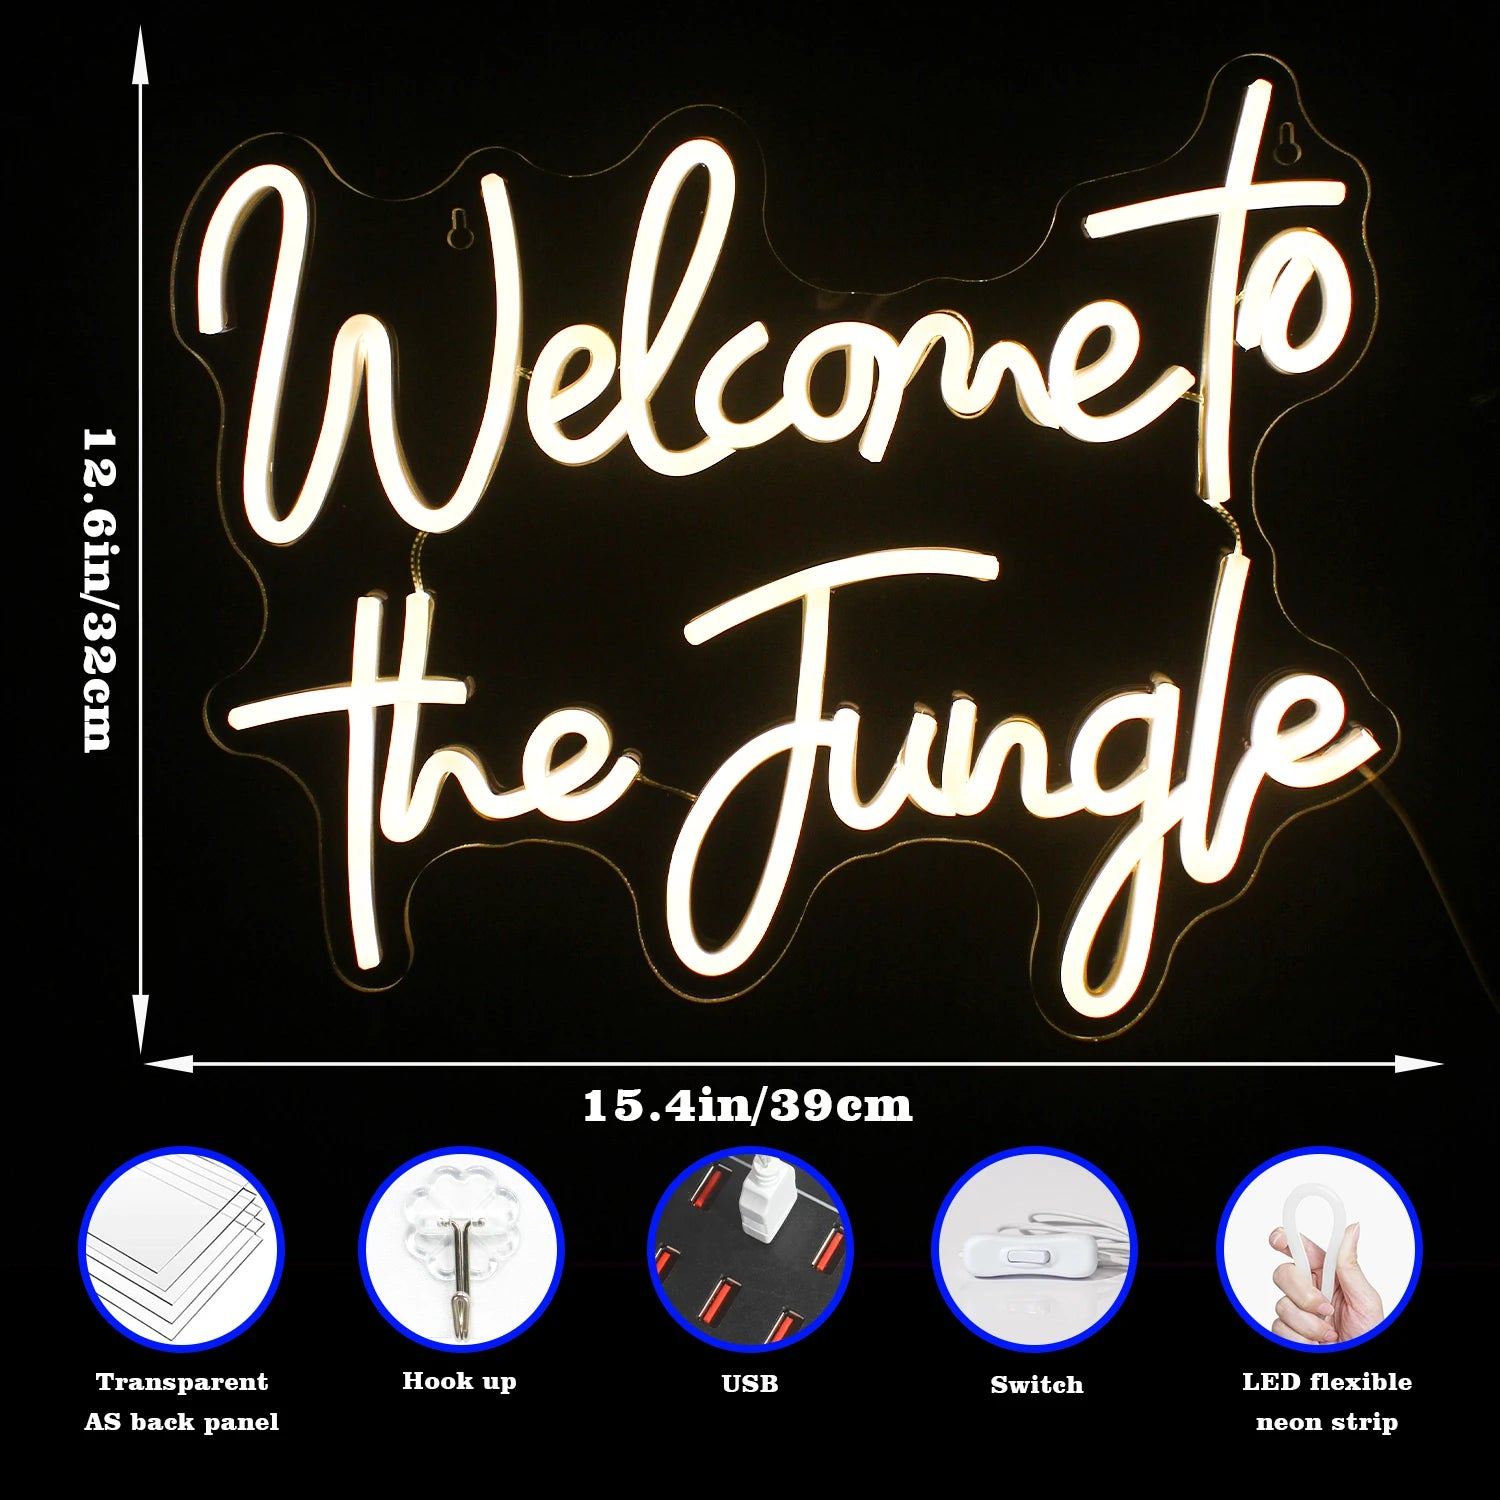 Welcome to
the Jungle
12.6in/32cm
15.4in/39cm
Transparent
AS back panel
Hook up
USB
Switch
LED flexible
neon strip